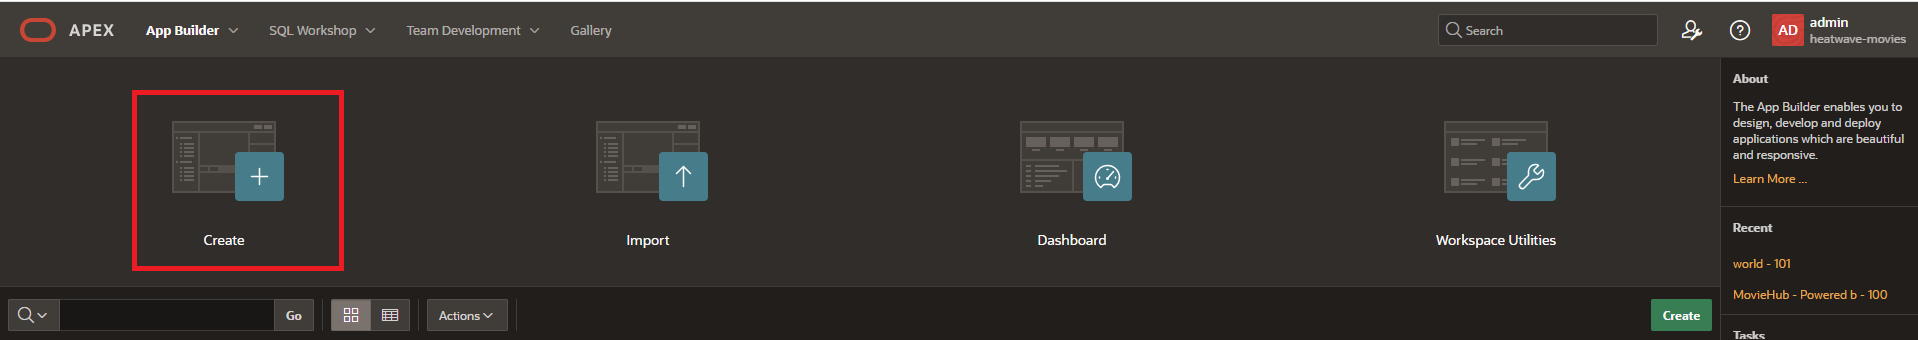 APEX
App Builder
SQL Workshop
Team Development
Gallery
Search
AD
admin
heatwave-movies
Create
Import
Dashboard
Workspace Utilities
About
The App Builder enables you to
design, develop and deploy
applications which are beautiful
and responsive.
Learn More ...
Recent
world - 101
MovieHub - Powered b - 100
Tasks
Go
Actions
Create